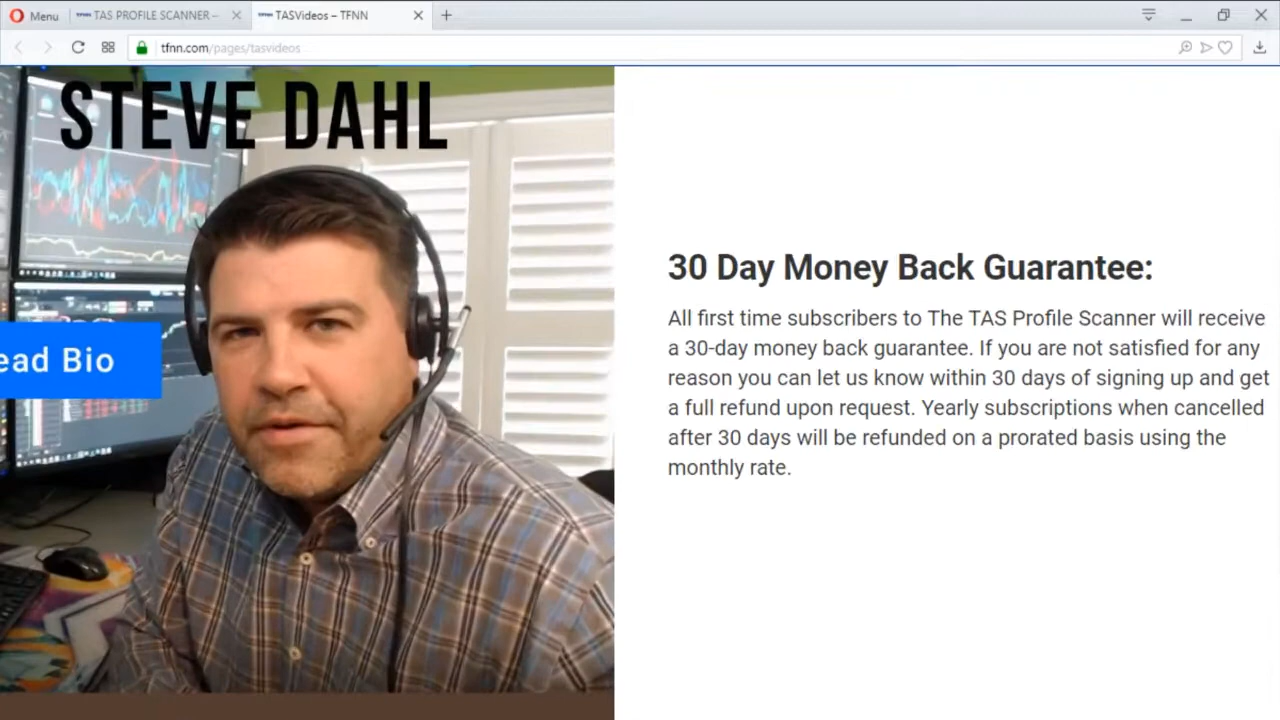 Menu
TAS PROFILE SCANNER –
TASVideos – TFNN
tfnn.com/pages/tasvideos
STEVE DAHL
ead Bio
30 Day Money Back Guarantee:
All first time subscribers to The TAS Profile Scanner will receive
a 30-day money back guarantee. If you are not satisfied for any
reason you can let us know within 30 days of signing up and get
a full refund upon request. Yearly subscriptions when cancelled
after 30 days will be refunded on a prorated basis using the
monthly rate.